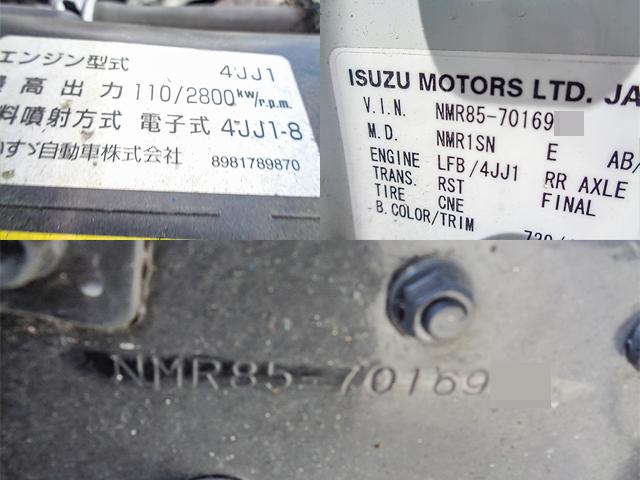 エンジン型式 4JJ1
最高出力 110/2800kW/r.p.m.
料噴射方式 電子式 4JJ1-8
いすゞ自動車株式会社 8981789870
ISUZU MOTORS LTD. JA
V.I.N. NMR85-70169
M.D. NMR1SN E AB/
ENGINE LFB/4JJ1 RR AXLE
TRANS. RST FINAL
TIRE CNE
B.COLOR/TRIM
NMR85-70169